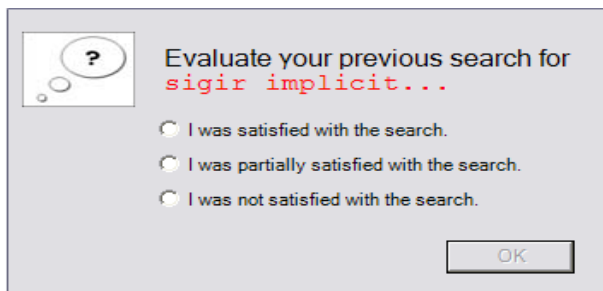 ?
Evaluate your previous search for
sigir implicit...
I was satisfied with the search.
I was partially satisfied with the search.
I was not satisfied with the search.
OK